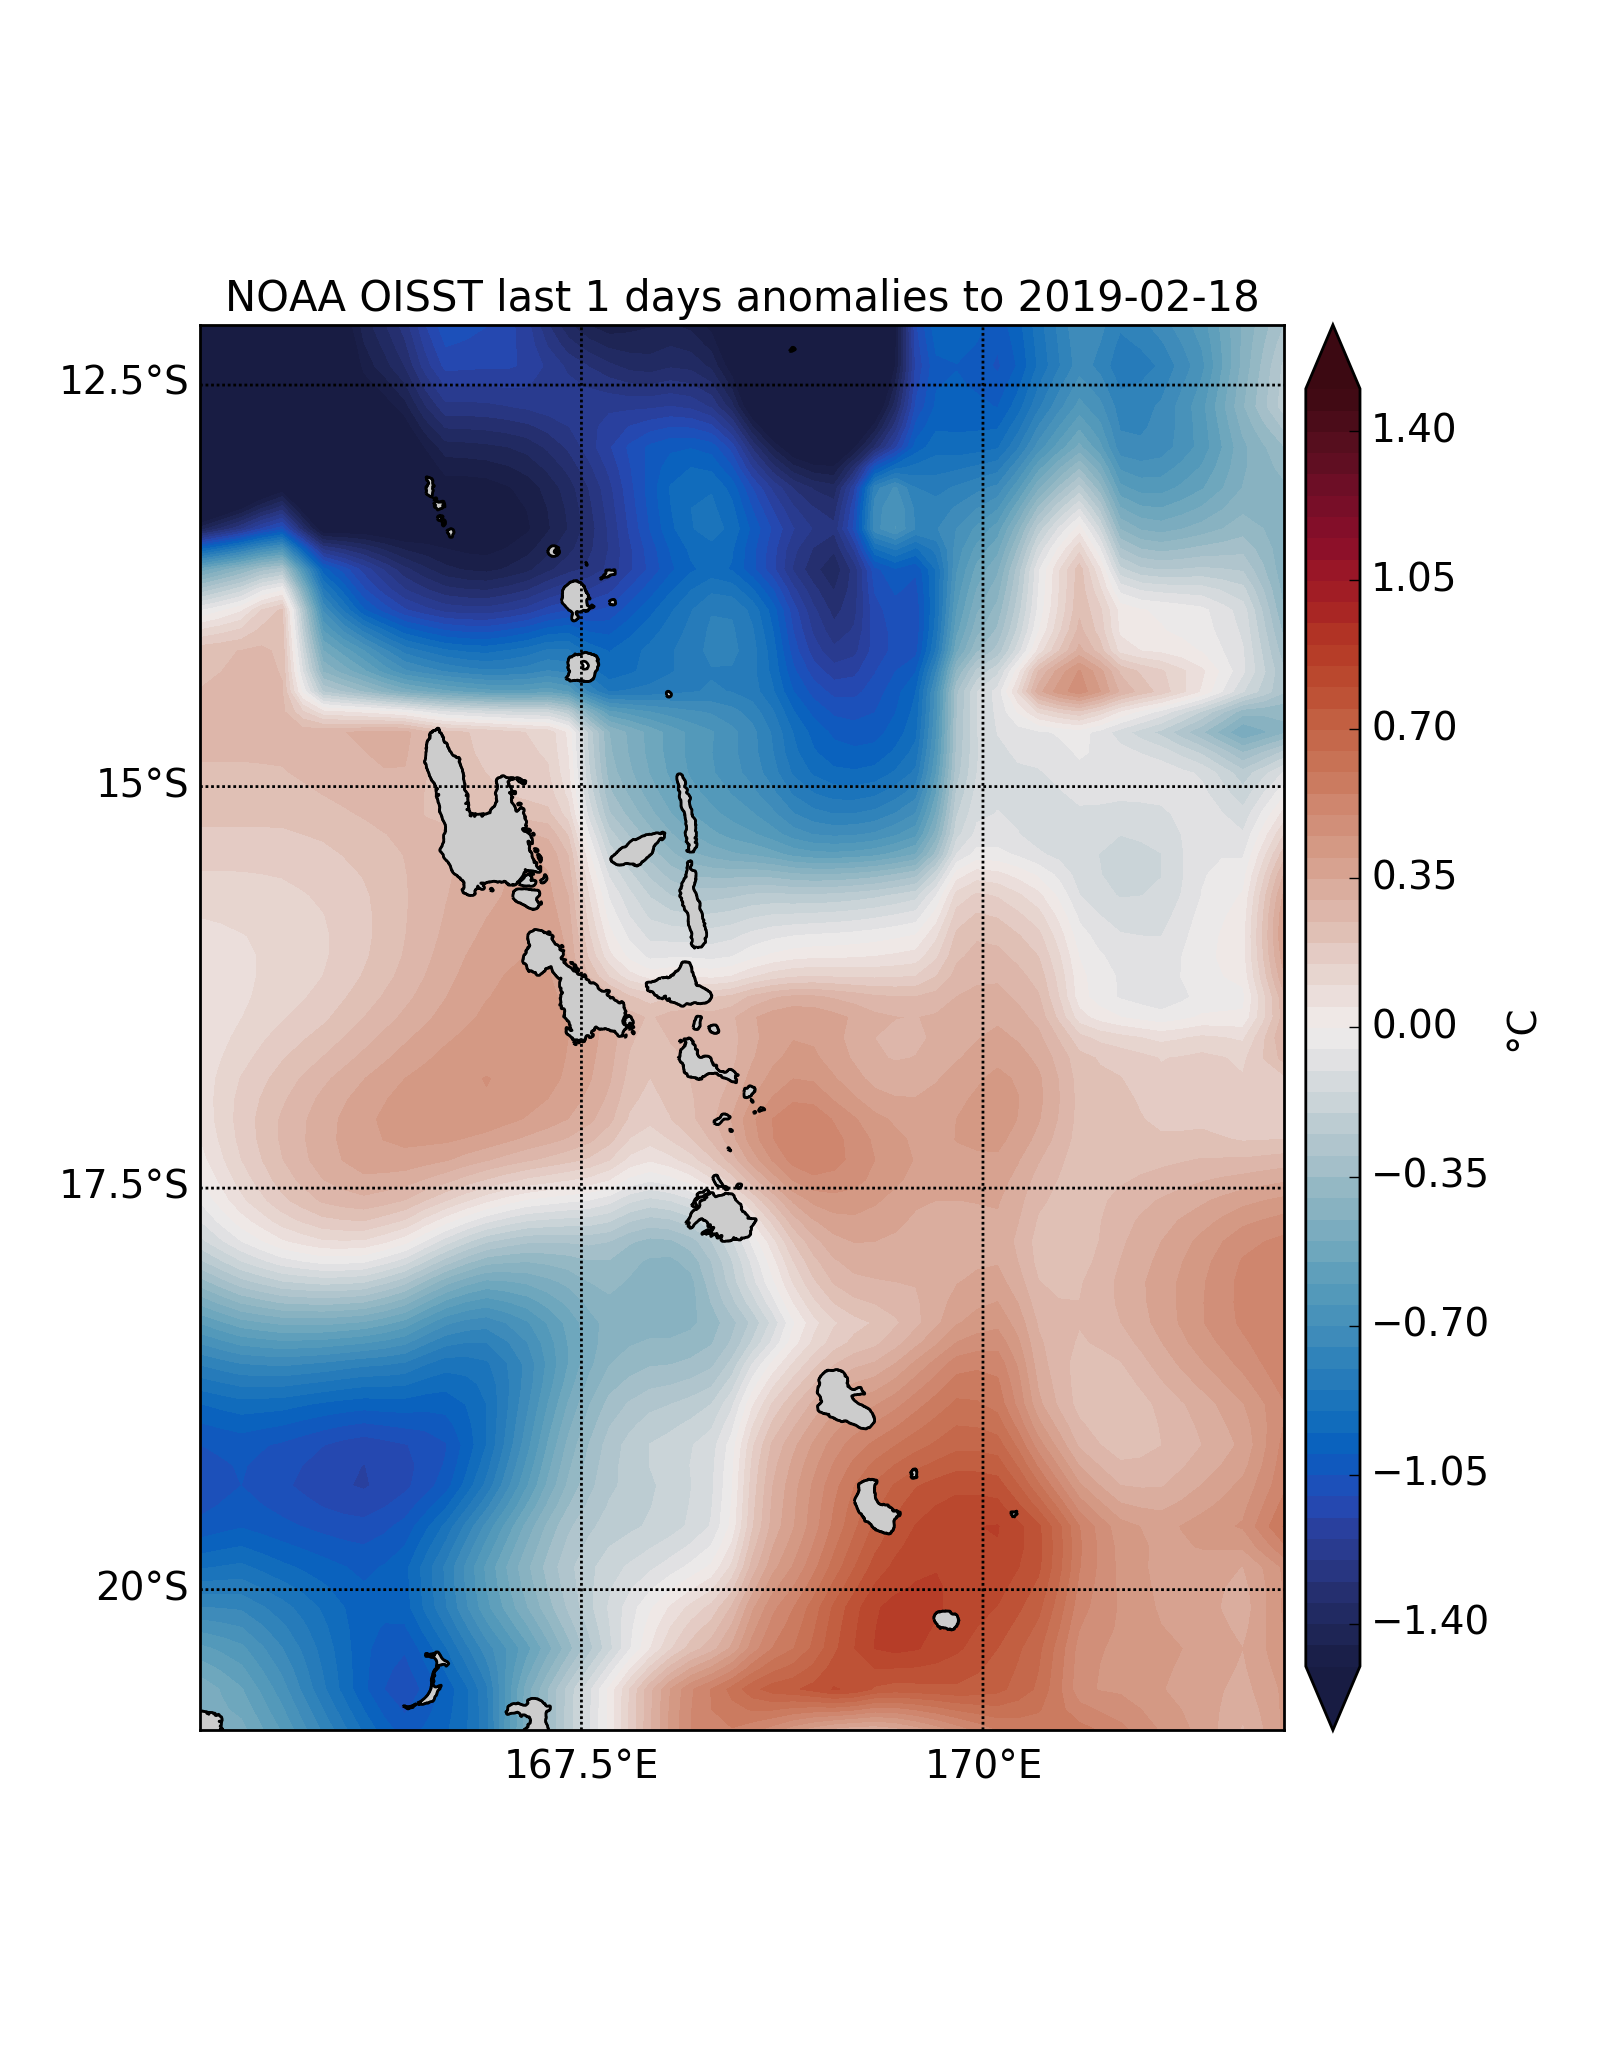 NOAA OISST last 1 days anomalies to 2019-02-18
12.5°S
15°S
17.5°S
20°S
167.5°E
170°E
1.40
1.05
0.70
0.35
0.00
−0.35
−0.70
−1.05
−1.40
°C